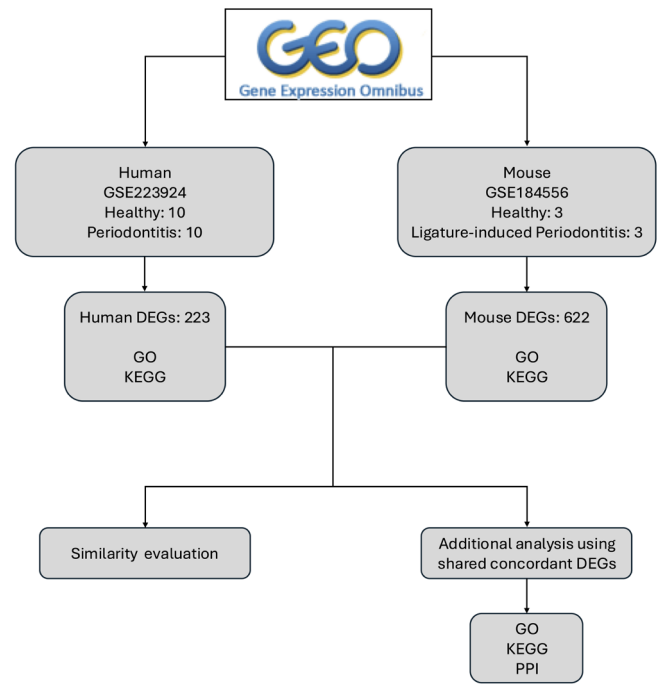 GEO
Gene Expression Omnibus
Human
GSE223924
Healthy: 10
Periodontitis: 10
Mouse
GSE184556
Healthy: 3
Ligature-induced Periodontitis: 3
Human DEGs: 223
GO
KEGG
Mouse DEGs: 622
GO
KEGG
Similarity evaluation
Additional analysis using
shared concordant DEGs
GO
KEGG
PPI